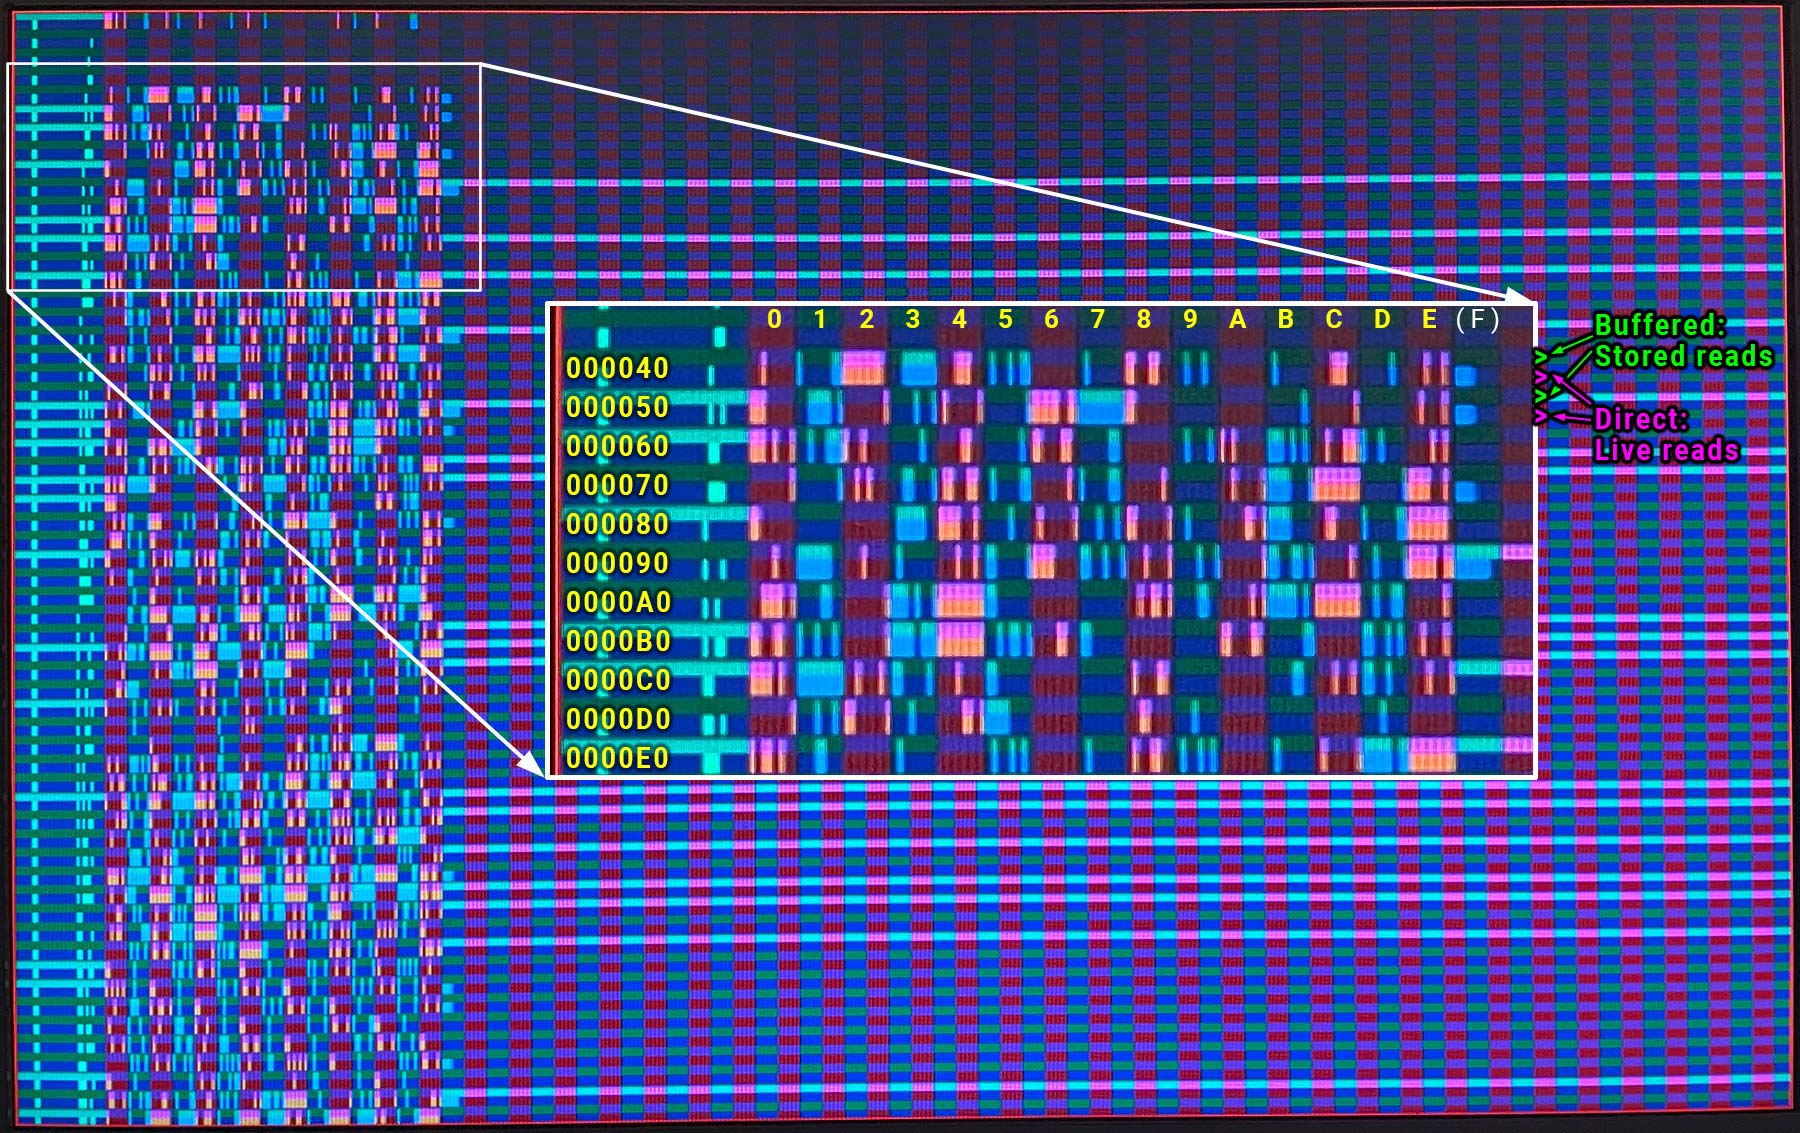 0 1 2 3 4 5 6 7 8 9 A B C D E (F)
Buffered:
Stored reads
Direct:
Live reads
000040
000050
000060
000070
000080
000090
0000A0
0000B0
0000C0
0000D0
0000E0